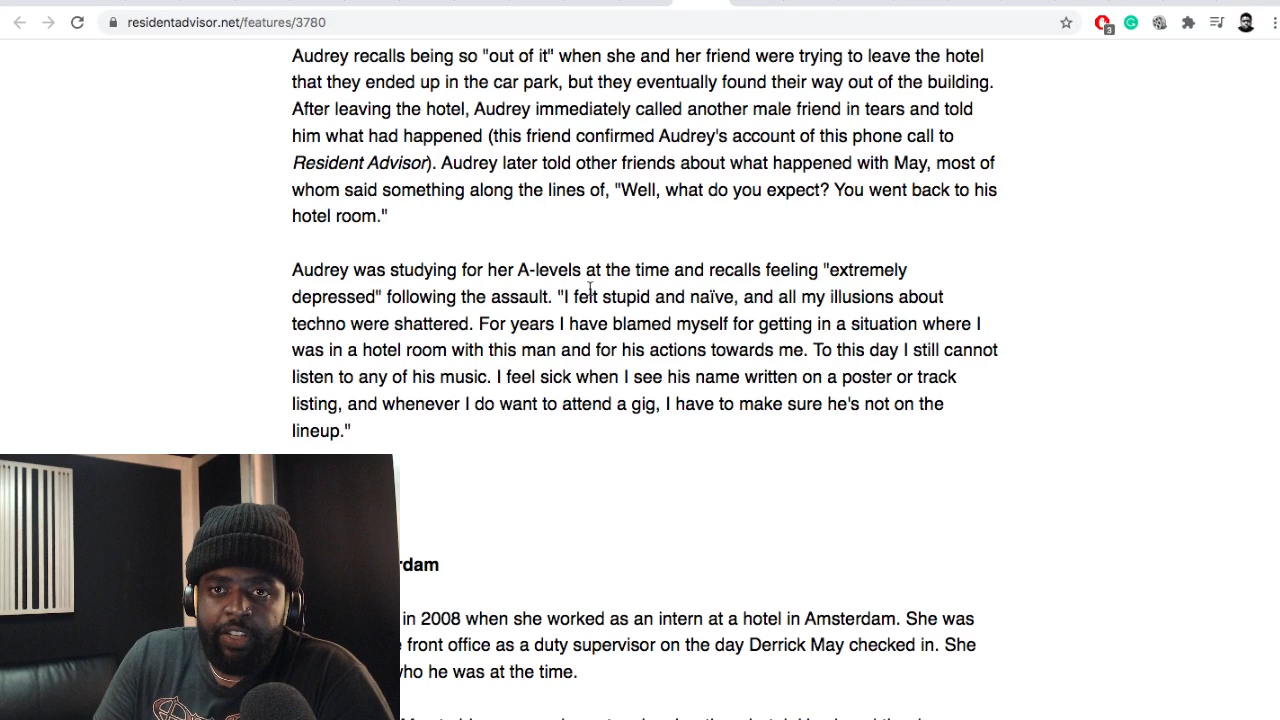 residentadvisor.net/features/3780
3
Audrey recalls being so "out of it" when she and her friend were trying to leave the hotel
that they ended up in the car park, but they eventually found their way out of the building.
After leaving the hotel, Audrey immediately called another male friend in tears and told
him what had happened (this friend confirmed Audrey's account of this phone call to
Resident Advisor). Audrey later told other friends about what happened with May, most of
whom said something along the lines of, "Well, what do you expect? You went back to his
hotel room."
Audrey was studying for her A-levels at the time and recalls feeling "extremely
depressed" following the assault. "I felt stupid and naïve, and all my illusions about
techno were shattered. For years I have blamed myself for getting in a situation where I
was in a hotel room with this man and for his actions towards me. To this day I still cannot
listen to any of his music. I feel sick when I see his name written on a poster or track
listing, and whenever I do want to attend a gig, I have to make sure he's not on the
lineup."
rdam
in 2008 when she worked as an intern at a hotel in Amsterdam. She was
front office as a duty supervisor on the day Derrick May checked in. She
who he was at the time.